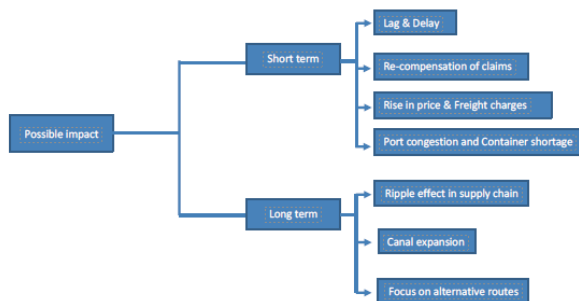 Possible impact
Short term
Lag & Delay
Re-compensation of claims
Rise in price & Freight charges
Port congestion and Container shortage
Long term
Ripple effect in supply chain
Canal expansion
Focus on alternative routes